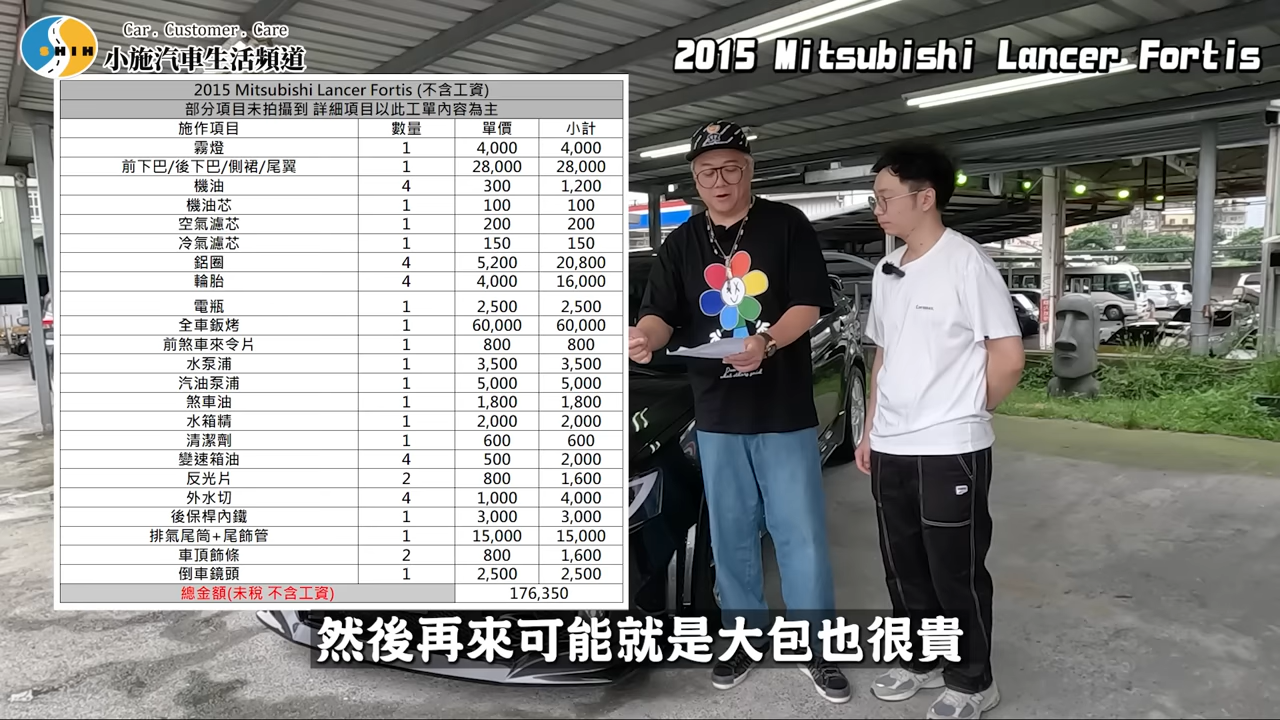 Car . Customer . Care
SHIH
小施汽車生活頻道
2015 Mitsubishi Lancer Fortis
2015 Mitsubishi Lancer Fortis (不含工資)
部分項目未拍攝到 詳細項目以此工單內容為主
施作項目 數量 單價 小計
霧燈 1 4,000 4,000
前下巴/後下巴/側裙/尾翼 1 28,000 28,000
機油 4 300 1,200
機油芯 1 100 100
空氣濾芯 1 200 200
冷氣濾芯 1 150 150
鋁圈 4 5,200 20,800
輪胎 4 4,000 16,000
電瓶 1 2,500 2,500
全車鈑烤 1 60,000 60,000
前煞車來令片 1 800 800
水泵浦 1 3,500 3,500
汽油泵浦 1 5,000 5,000
煞車油 1 1,800 1,800
水箱精 1 2,000 2,000
清潔劑 1 600 600
變速箱油 4 500 2,000
反光片 2 800 1,600
外水切 4 1,000 4,000
後保桿內鐵 1 3,000 3,000
排氣尾筒+尾飾管 1 15,000 15,000
車頂飾條 2 800 1,600
倒車鏡頭 1 2,500 2,500
總金額(未稅 不含工資) 176,350
然後再來可能就是大包也很貴